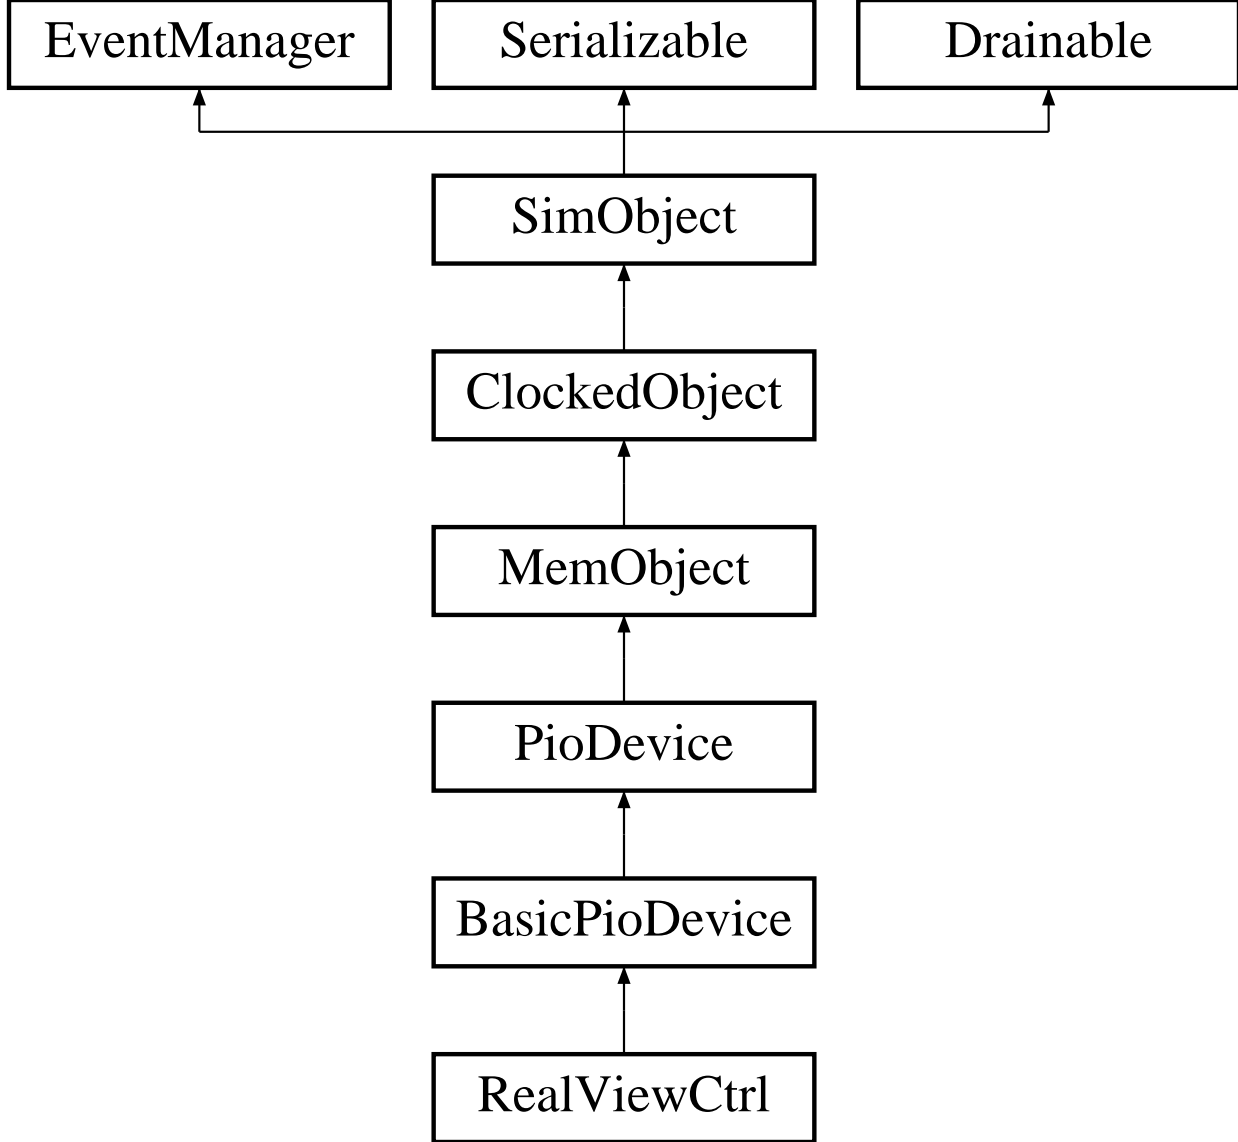 EventManager
Serializable
Drainable
SimObject
ClockedObject
MemObject
PioDevice
BasicPioDevice
RealViewCtrl